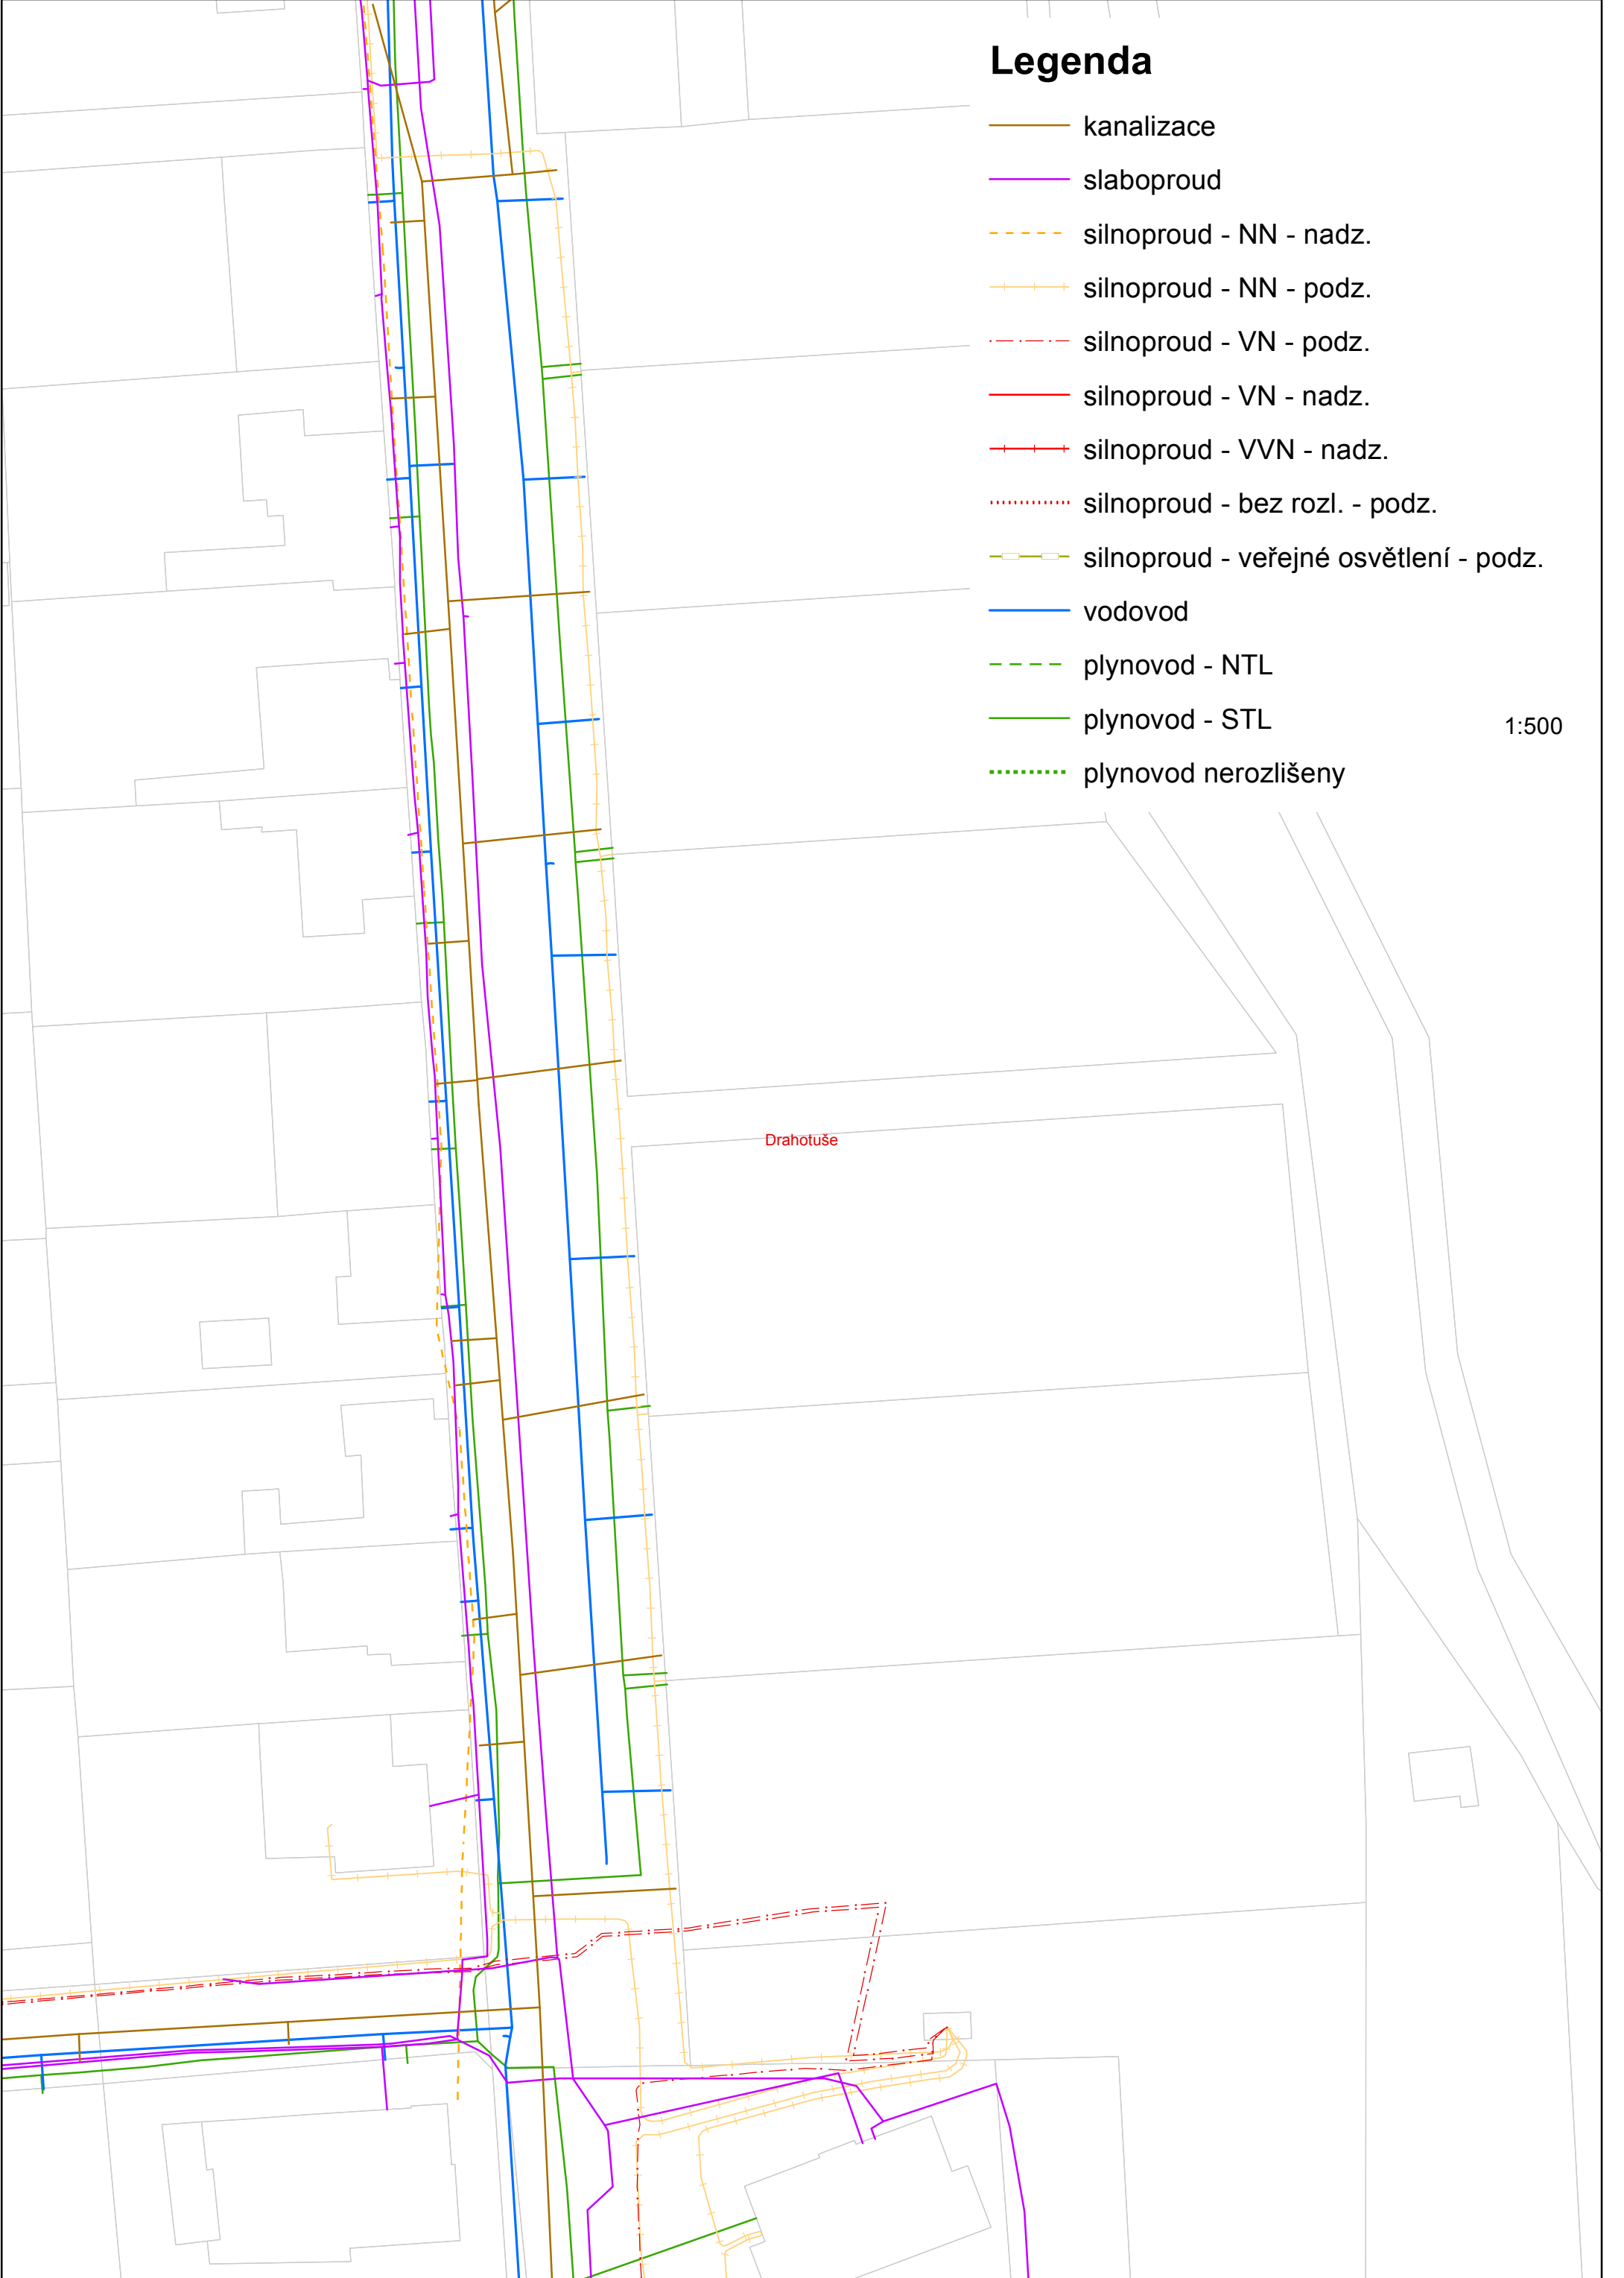 Legenda
kanalizace
slaboproud
silnoproud - NN - nadz.
silnoproud - NN - podz.
silnoproud - VN - podz.
silnoproud - VN - nadz.
silnoproud - VVN - nadz.
silnoproud - bez rozl. - podz.
silnoproud - veřejné osvětlení - podz.
vodovod
plynovod - NTL
plynovod - STL
1:500
plynovod nerozlišeny
Drahotuše